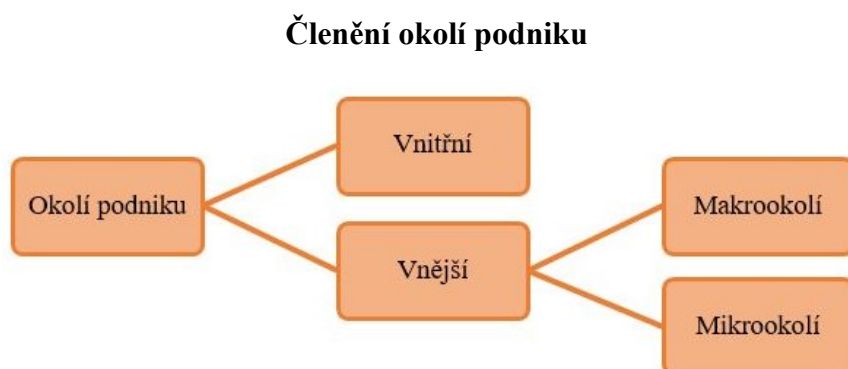 Členění okolí podniku
Vnitřní
Okolí podniku
Makrookolí
Vnější
Mikrookolí